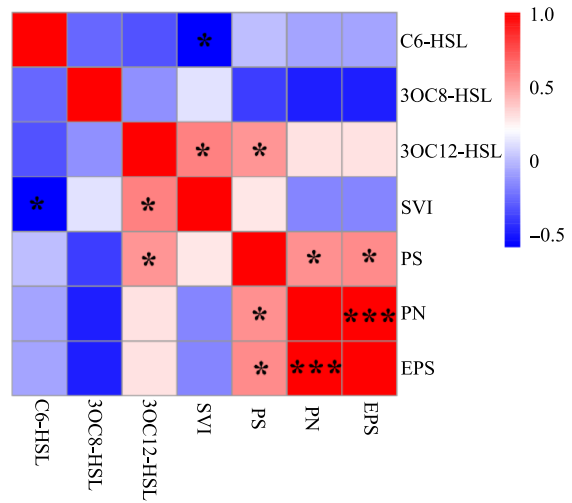 1.0
C6-HSL
*
3OC8-HSL
0.5
3OC12-HSL
* *
0
SVI
* *
-0.5
PS
* * *
PN
* ***
EPS
* ***
C6-HSL
3OC8-HSL
3OC12-HSL
SVI
PS
PN
EPS